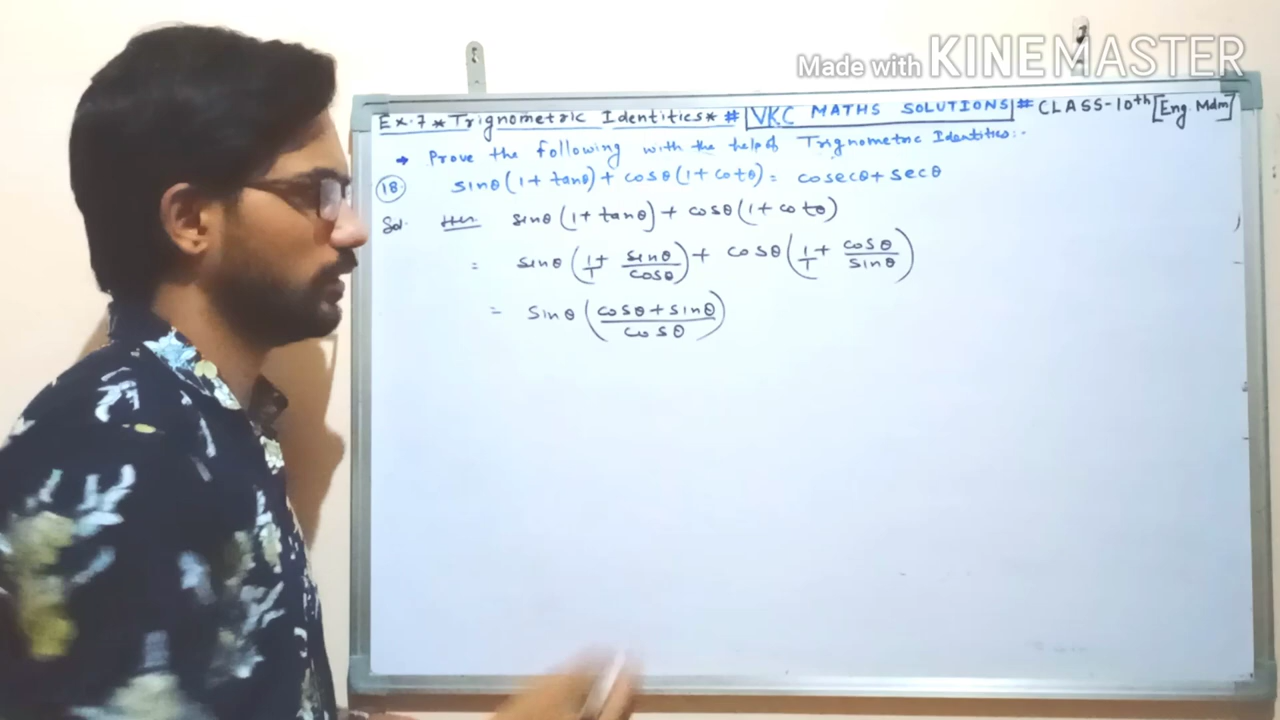 Made with KINEMASTER
Ex.7 * Trignometric Identities * # VKC MATHS SOLUTIONS # CLASS-10th [Eng Mdm]
→ Prove the following with the help of Trignometric Identities:-
18. sinθ(1+tanθ)+cosθ(1+cotθ)= cosecθ+secθ
Sol. sinθ(1+tanθ)+cosθ(1+cotθ)
= sinθ(1/1+sinθ/cosθ)+cosθ(1/1+cosθ/sinθ)
= sinθ(cosθ+sinθ/cosθ)